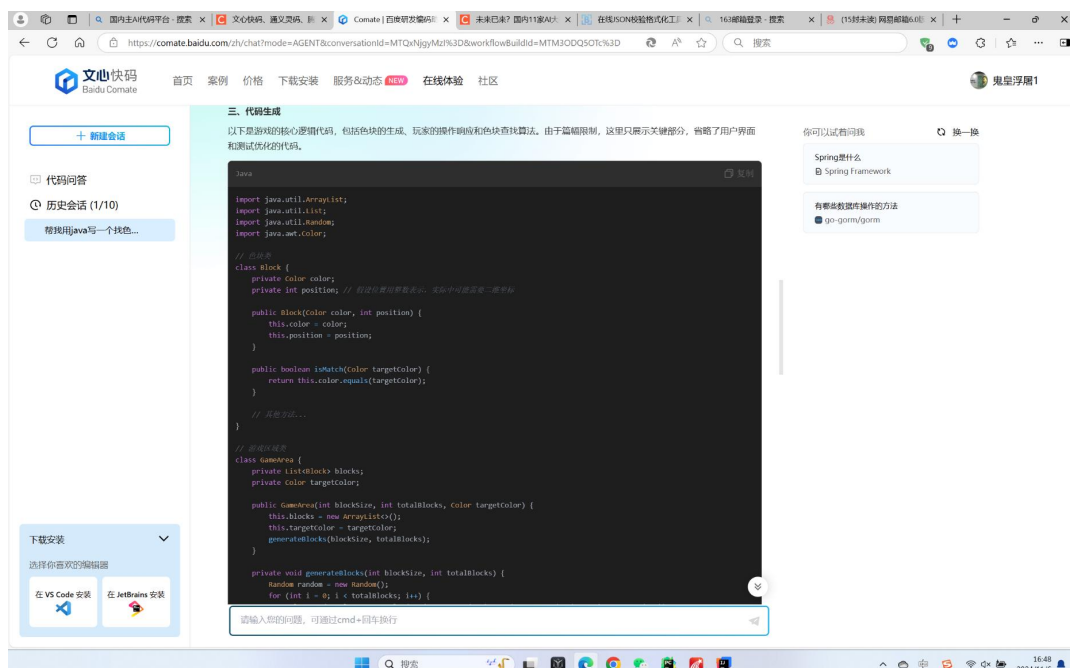 国内主AI代码平台 - 搜索
文心快码、通义灵码、
Comate | 百度研发编码
未来已来？国内11家AI大
在线JSON校验格式化工
163邮箱登录 - 搜索
(15封未读) 网易邮箱6.0
https://comate.baidu.com/zh/chat?mode=AGENT&conversationId=MTQxNjgyMzI%3D&workflowBuildId=MTM3ODQ5OTc%3D
搜索
文心快码
Baidu Comate
首页 案例 价格 下载安装 服务&动态 NEW 在线体验 社区
鬼皇浮屠1
＋ 新建会话
代码问答
历史会话 (1/10)
帮我用java写一个找色...
三、代码生成
以下是游戏的核心逻辑代码，包括色块的生成、玩家的操作响应和色块查找算法。由于篇幅限制，这里只展示关键部分，省略了用户界面
和测试优化的代码。
Java 复制
import java.util.ArrayList;
import java.util.List;
import java.util.Random;
import java.awt.Color;
// 色块类
class Block {
private Color color;
private int position; // 假设位置用整数表示，实际中可能需要二维坐标
public Block(Color color, int position) {
this.color = color;
this.position = position;
}
public boolean isMatch(Color targetColor) {
return this.color.equals(targetColor);
}
// 其他方法...
}
// 游戏区域类
class GameArea {
private List<Block> blocks;
private Color targetColor;
public GameArea(int blockSize, int totalBlocks, Color targetColor) {
this.blocks = new ArrayList<>();
this.targetColor = targetColor;
generateBlocks(blockSize, totalBlocks);
}
private void generateBlocks(int blockSize, int totalBlocks) {
Random random = new Random();
for (int i = 0; i < totalBlocks; i++) {
你可以试着问我 换一换
Spring是什么
Spring Framework
有哪些数据库操作的方法
go-gorm/gorm
下载安装
选择你喜欢的编辑器
在 VS Code 安装
在 JetBrains 安装
请输入您的问题，可通过cmd+回车换行
搜索
16:48